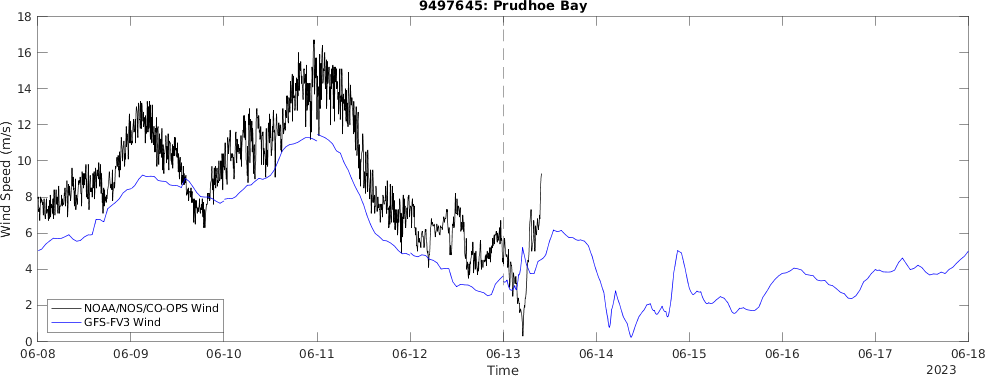 9497645: Prudhoe Bay
18
16
14
12
10
8
6
4
2
0
Wind Speed (m/s)
NOAA/NOS/CO-OPS Wind
GFS-FV3 Wind
06-08 06-09 06-10 06-11 06-12 06-13 06-14 06-15 06-16 06-17 06-18
Time
2023